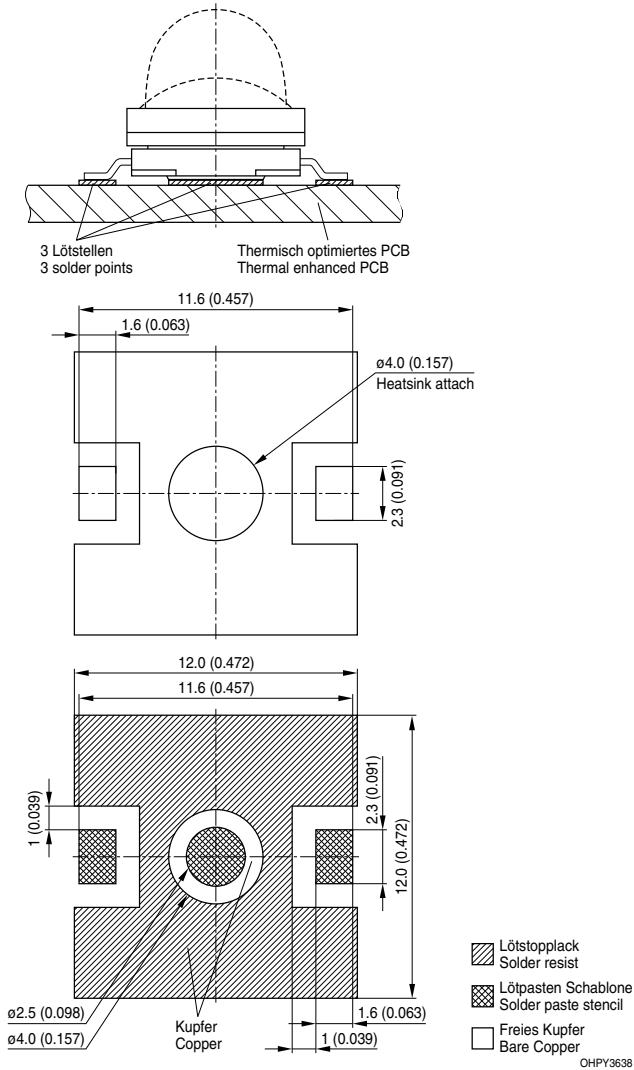 3 Lötstellen
3 solder points
Thermisch optimiertes PCB
Thermal enhanced PCB
11.6 (0.457)
1.6 (0.063)
ø4.0 (0.157)
Heatsink attach
2.3 (0.091)
12.0 (0.472)
11.6 (0.457)
1 (0.039)
2.3 (0.091)
12.0 (0.472)
ø2.5 (0.098)
ø4.0 (0.157)
Kupfer
Copper
1.6 (0.063)
1 (0.039)
Lötstopplack
Solder resist
Lötpasten Schablone
Solder paste stencil
Freies Kupfer
Bare Copper
OHPY3638